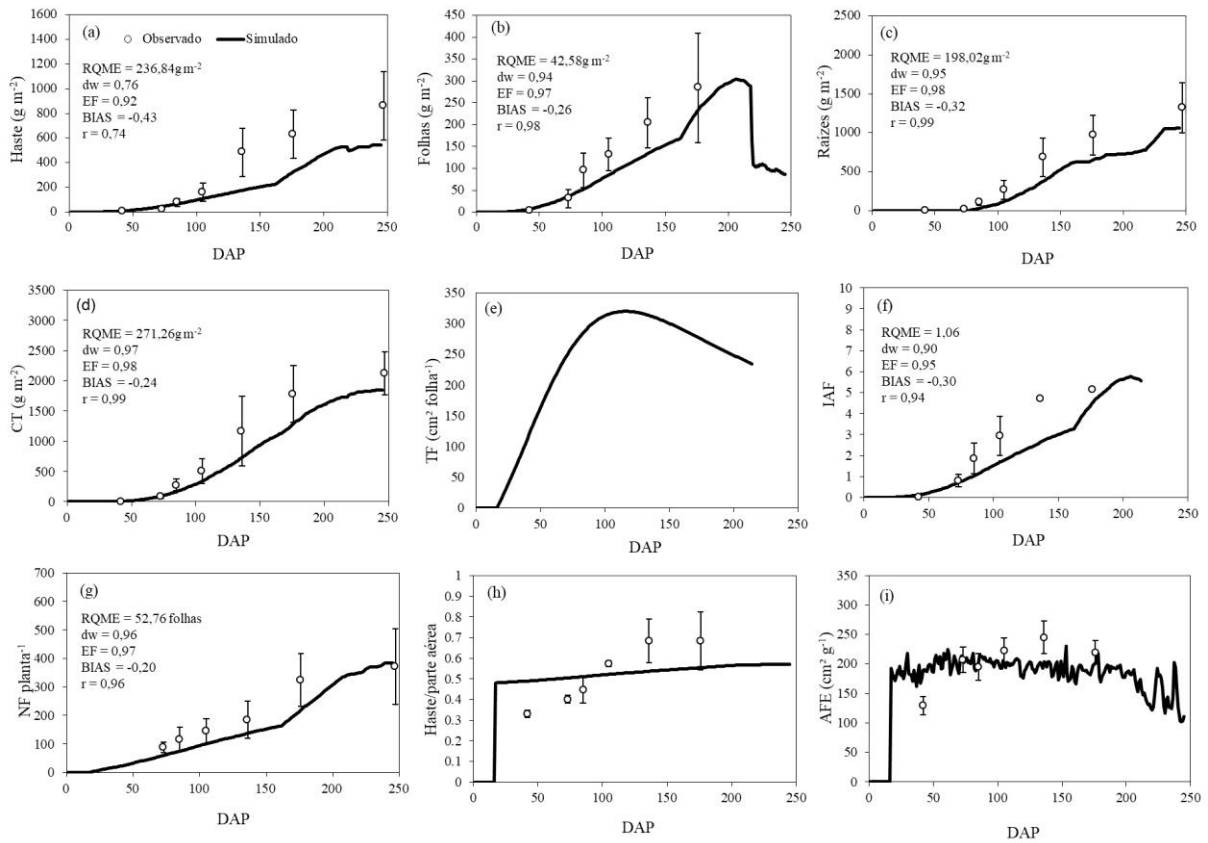 (a)
Observado Simulado
RQME = 236,84g m-2
dw = 0,76
EF = 0,92
BIAS = -0,43
r = 0,74
Haste (g m-2)
1600
1400
1200
1000
800
600
400
200
0
0 50 100 150 200 250
DAP
(b)
RQME = 42,58g m-2
dw = 0,94
EF = 0,97
BIAS = -0,26
r = 0,98
Folhas (g m-2)
450
400
350
300
250
200
150
100
50
0
0 50 100 150 200 250
DAP
(c)
RQME = 198,02g m-2
dw = 0,95
EF = 0,98
BIAS = -0,32
r = 0,99
Raízes (g m-2)
2500
2000
1500
1000
500
0
0 50 100 150 200 250
DAP
(d)
RQME = 271,26g m-2
dw = 0,97
EF = 0,98
BIAS = -0,24
r = 0,99
CT (g m-2)
3500
3000
2500
2000
1500
1000
500
0
0 50 100 150 200 250
DAP
(e)
TF (cm² folha-1)
350
300
250
200
150
100
50
0
0 50 100 150 200 250
DAP
(f)
RQME = 1,06
dw = 0,90
EF = 0,95
BIAS = -0,30
r = 0,94
IAF
10
9
8
7
6
5
4
3
2
1
0
0 50 100 150 200 250
DAP
(g)
RQME = 52,76 folhas
dw = 0,96
EF = 0,97
BIAS = -0,20
r = 0,96
NF planta-1
700
600
500
400
300
200
100
0
0 50 100 150 200 250
DAP
(h)
Haste/parte aérea
1
0.9
0.8
0.7
0.6
0.5
0.4
0.3
0.2
0.1
0
0 50 100 150 200 250
DAP
(i)
AFE (cm² g-1)
350
300
250
200
150
100
50
0
0 50 100 150 200 250
DAP